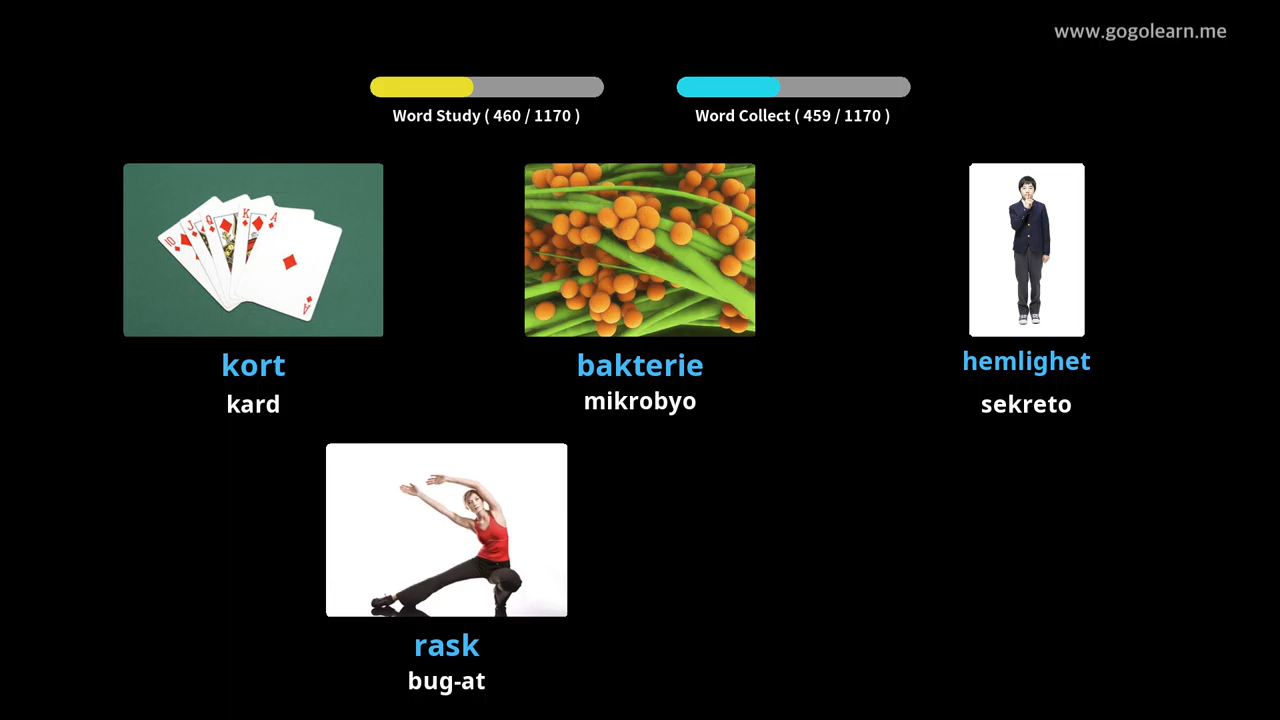 www.gogolearn.me
Word Study ( 460 / 1170 )
Word Collect ( 459 / 1170 )
10 J Q K A
A
kort
kard
bakterie
mikrobyo
hemlighet
sekreto
rask
bug-at